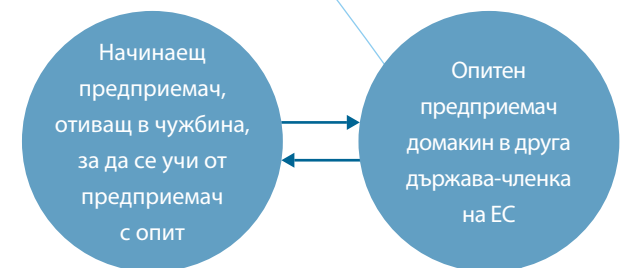 Начинаещ
предприемач,
отиващ в чужбина,
за да се учи от
предприемач
с опит
Опитен
предприемач
домакин в друга
държава-членка
на ЕС